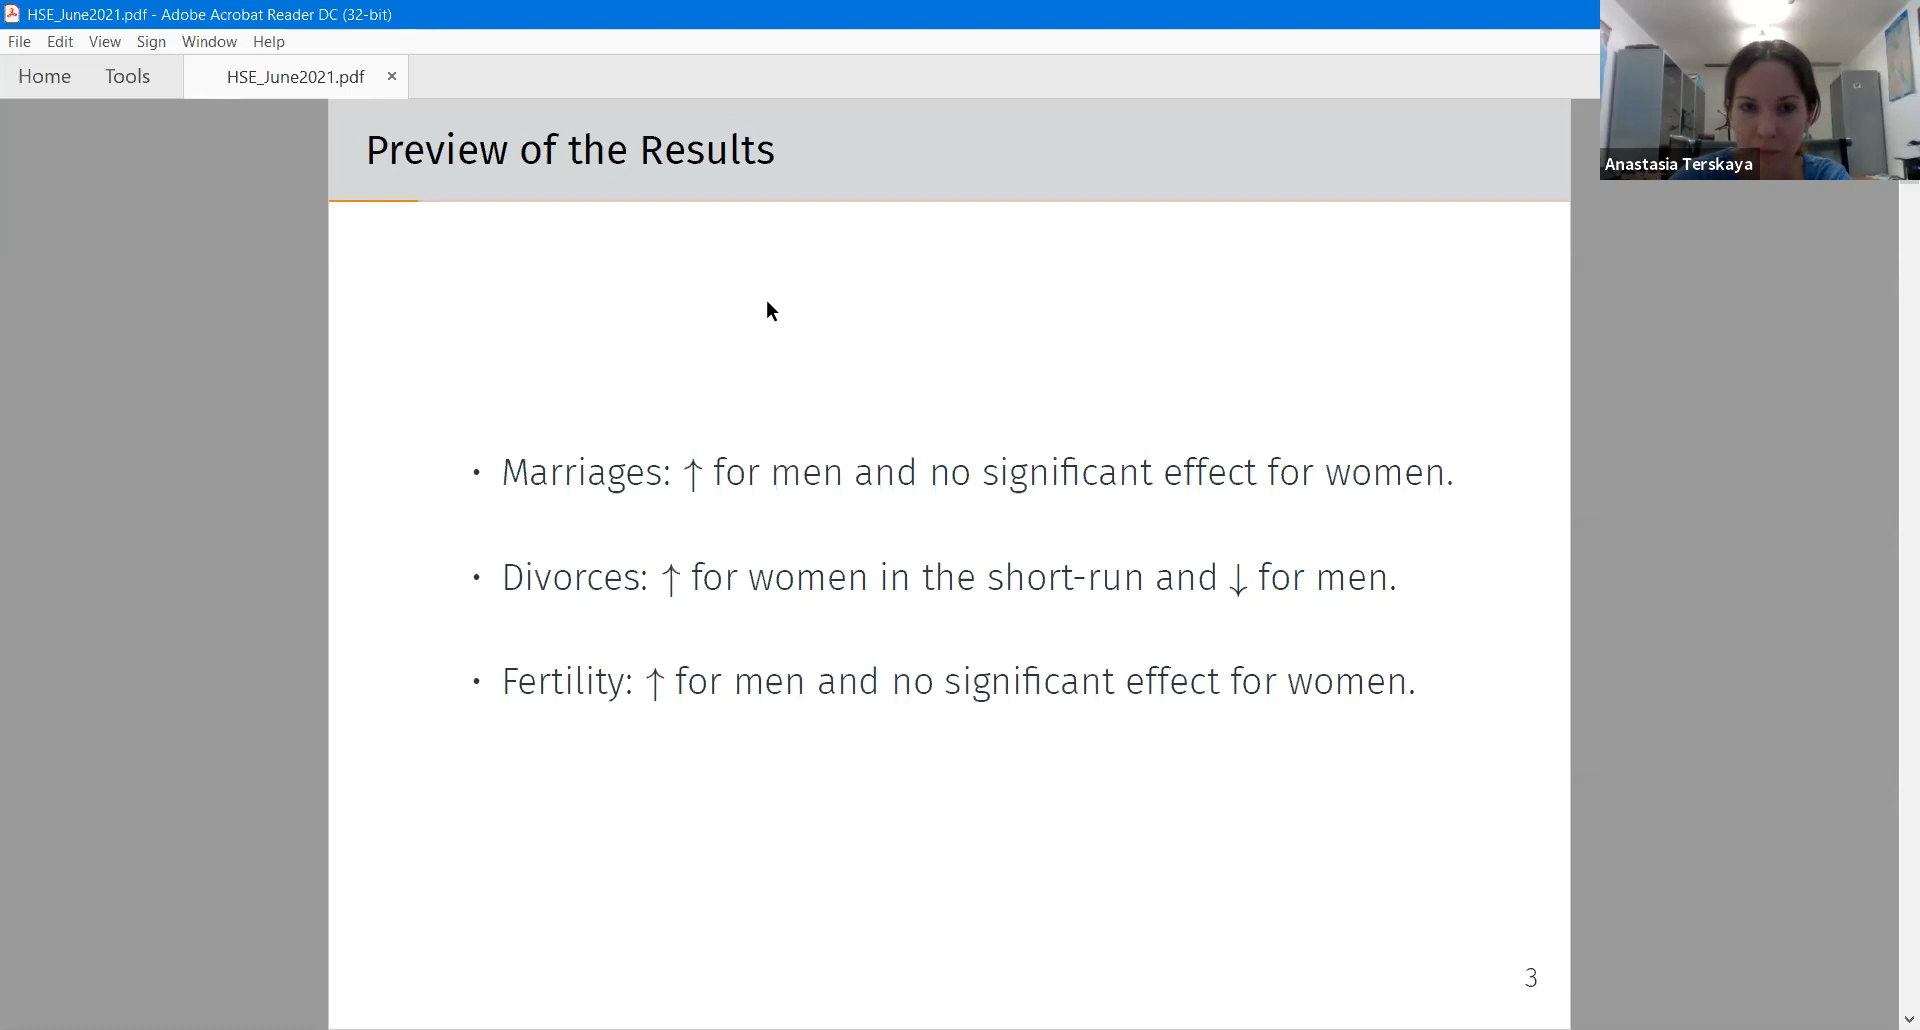 HSE_June2021.pdf - Adobe Acrobat Reader DC (32-bit)
File Edit View Sign Window Help
Home Tools HSE_June2021.pdf ×
Anastasia Terskaya
Preview of the Results
• Marriages: ↑ for men and no significant effect for women.
• Divorces: ↑ for women in the short-run and ↓ for men.
• Fertility: ↑ for men and no significant effect for women.
3